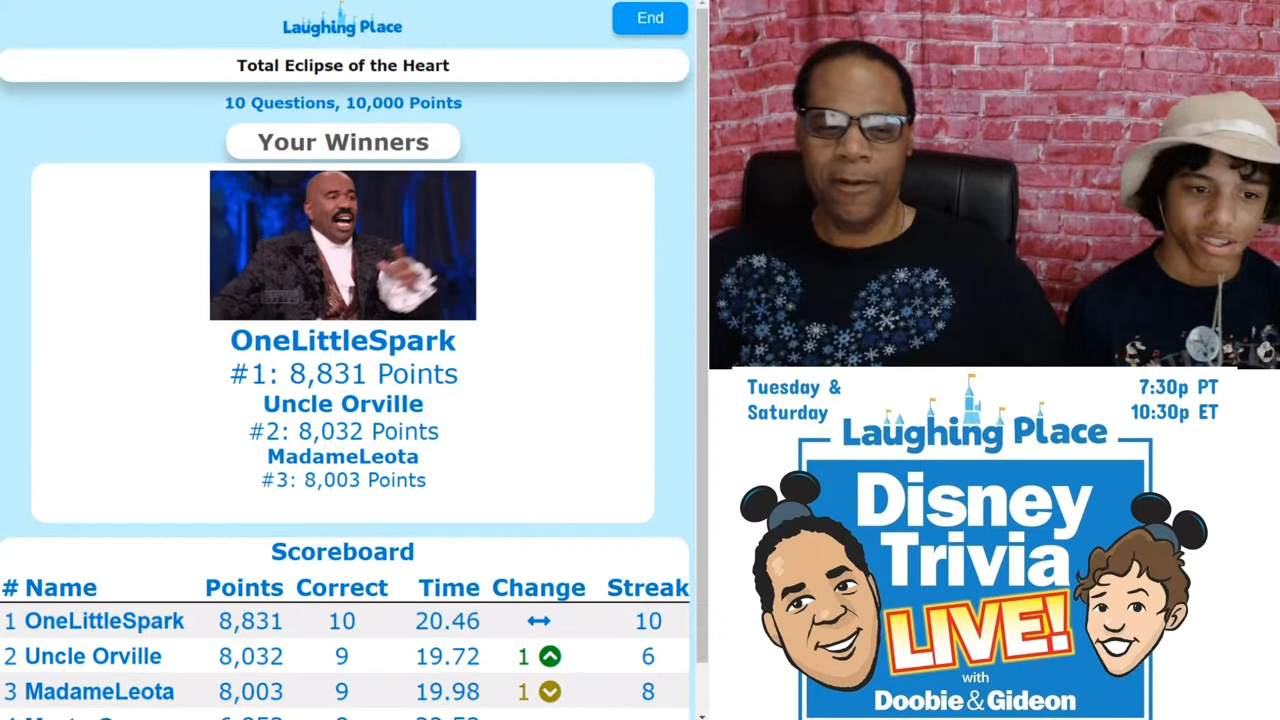 Laughing Place
End
Total Eclipse of the Heart
10 Questions, 10,000 Points
Your Winners
OneLittleSpark
#1: 8,831 Points
Uncle Orville
#2: 8,032 Points
MadameLeota
#3: 8,003 Points
Scoreboard
# Name Points Correct Time Change Streak
1 OneLittleSpark 8,831 10 20.46 10
2 Uncle Orville 8,032 9 19.72 1 6
3 MadameLeota 8,003 9 19.98 1 8
Tuesday & 7:30p PT
Saturday 10:30p ET
Laughing Place
Disney
Trivia
LIVE!
with
Doobie & Gideon